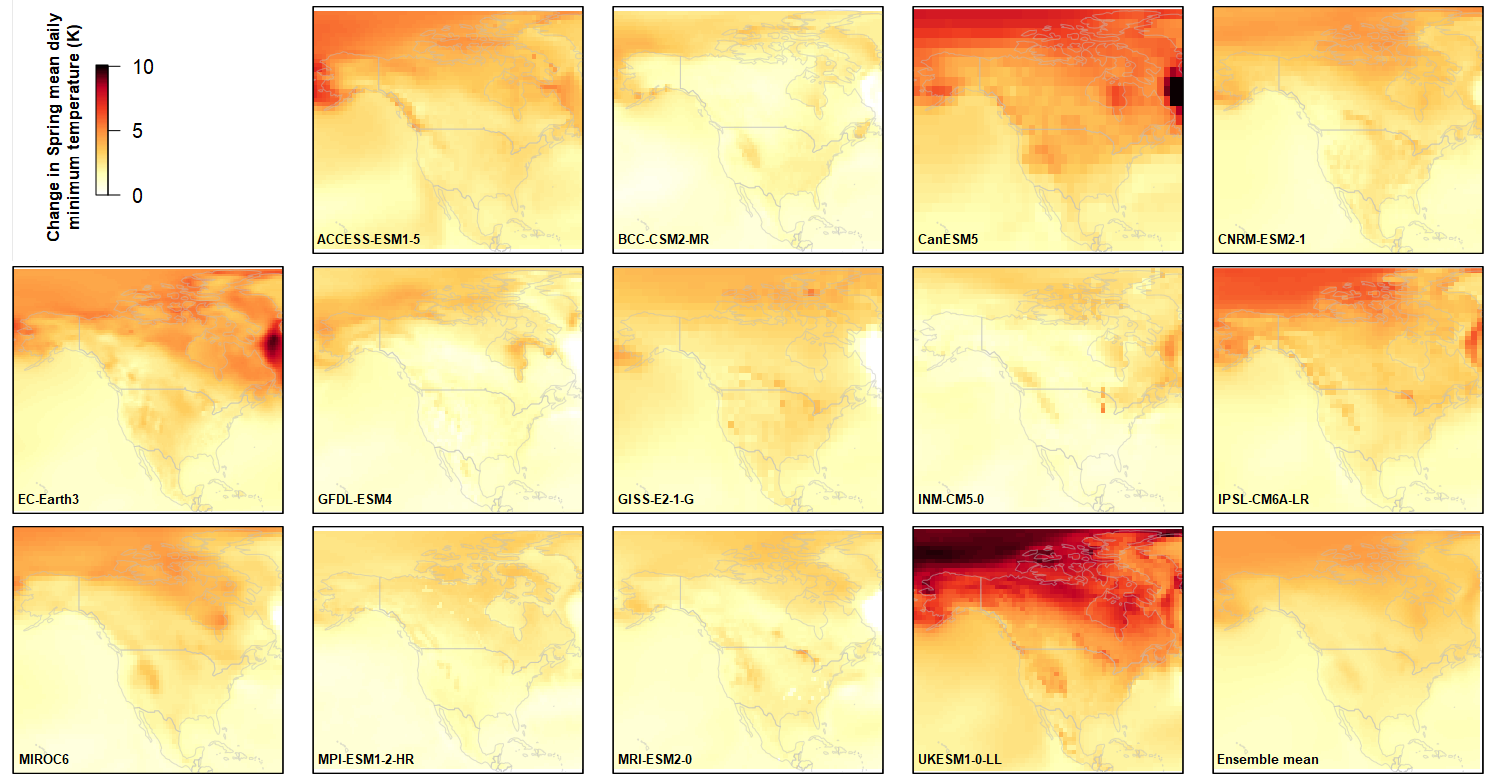 Change in Spring mean daily
minimum temperature (K)
10
5
0
ACCESS-ESM1-5
BCC-CSM2-MR
CanESM5
CNRM-ESM2-1
EC-Earth3
GFDL-ESM4
GISS-E2-1-G
INM-CM5-0
IPSL-CM6A-LR
MIROC6
MPI-ESM1-2-HR
MRI-ESM2-0
UKESM1-0-LL
Ensemble mean